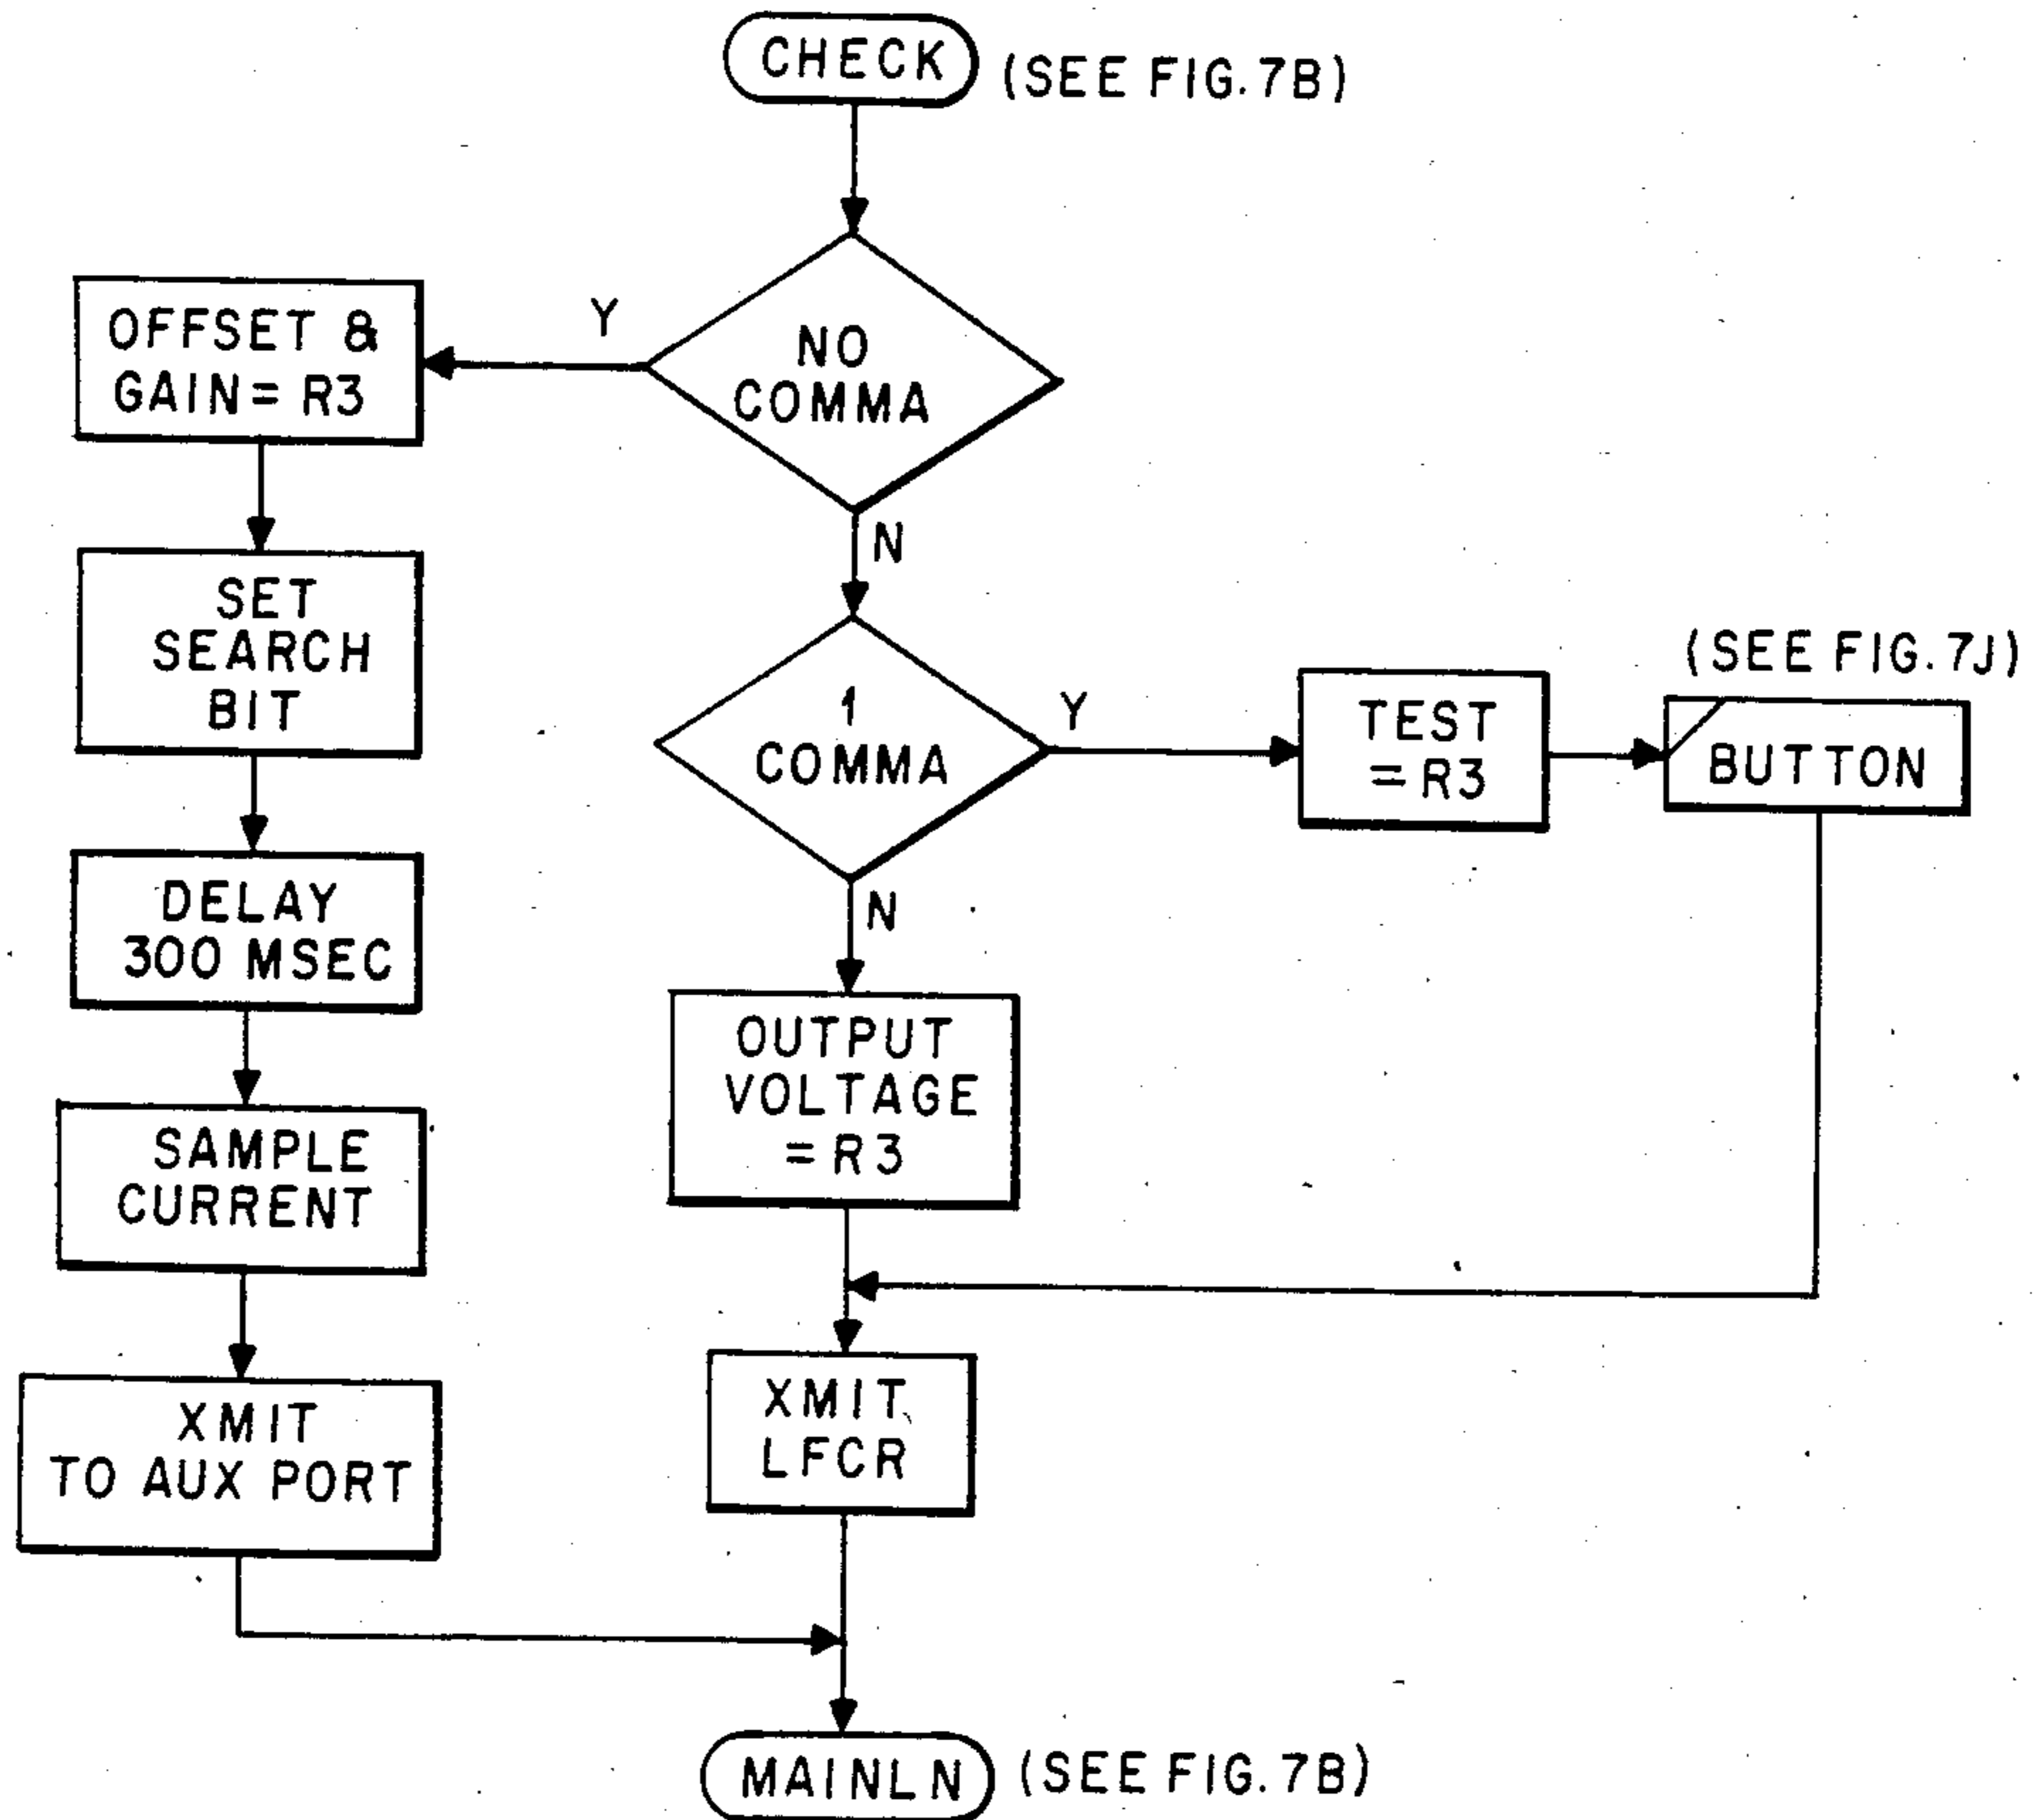 CHECK
(SEE FIG. 7B)
NO
COMMA
Y
OFFSET &
GAIN = R3
SET
SEARCH
BIT
DELAY
300 MSEC
SAMPLE
CURRENT
XMIT
TO AUX PORT
N
1
COMMA
Y
TEST
= R3
(SEE FIG. 7J)
BUTTON
N
OUTPUT
VOLTAGE
= R3
XMIT
LFCR
MAINLN
(SEE FIG. 7B)